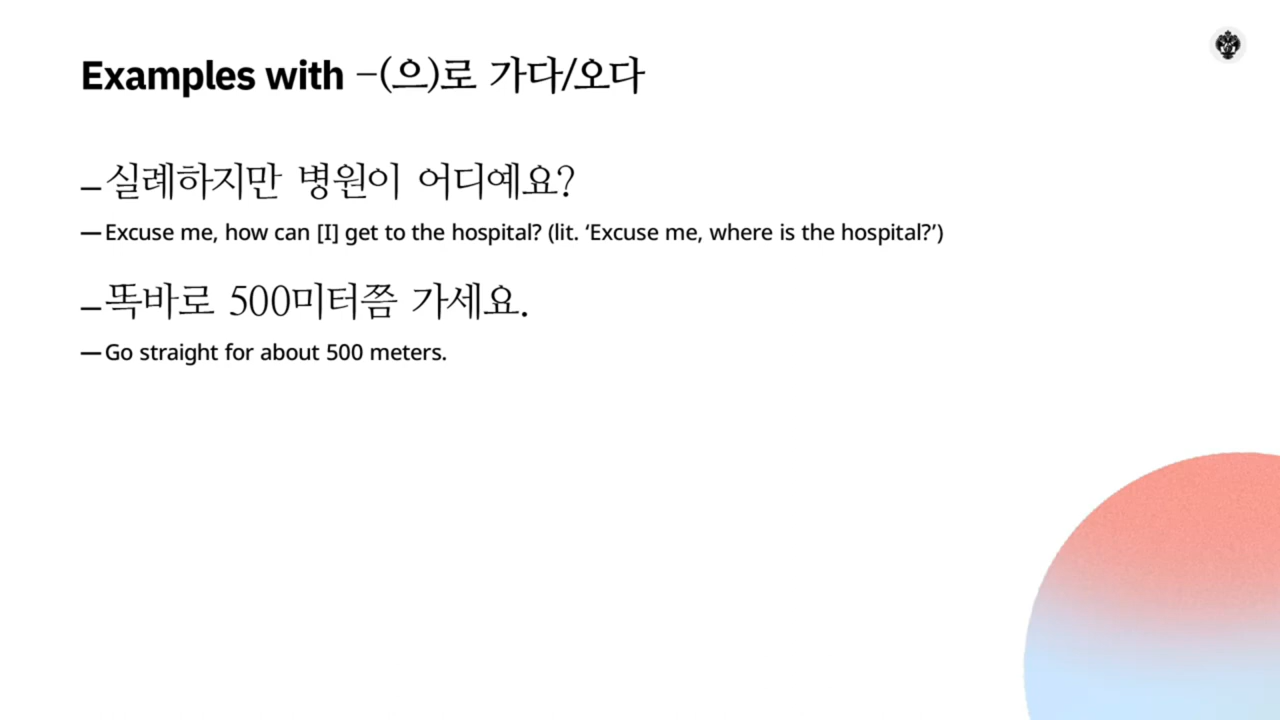 Examples with –(으)로 가다/오다
–실례하지만 병원이 어디예요?
—Excuse me, how can [I] get to the hospital? (lit. ‘Excuse me, where is the hospital?’)
–똑바로 500미터쯤 가세요.
—Go straight for about 500 meters.